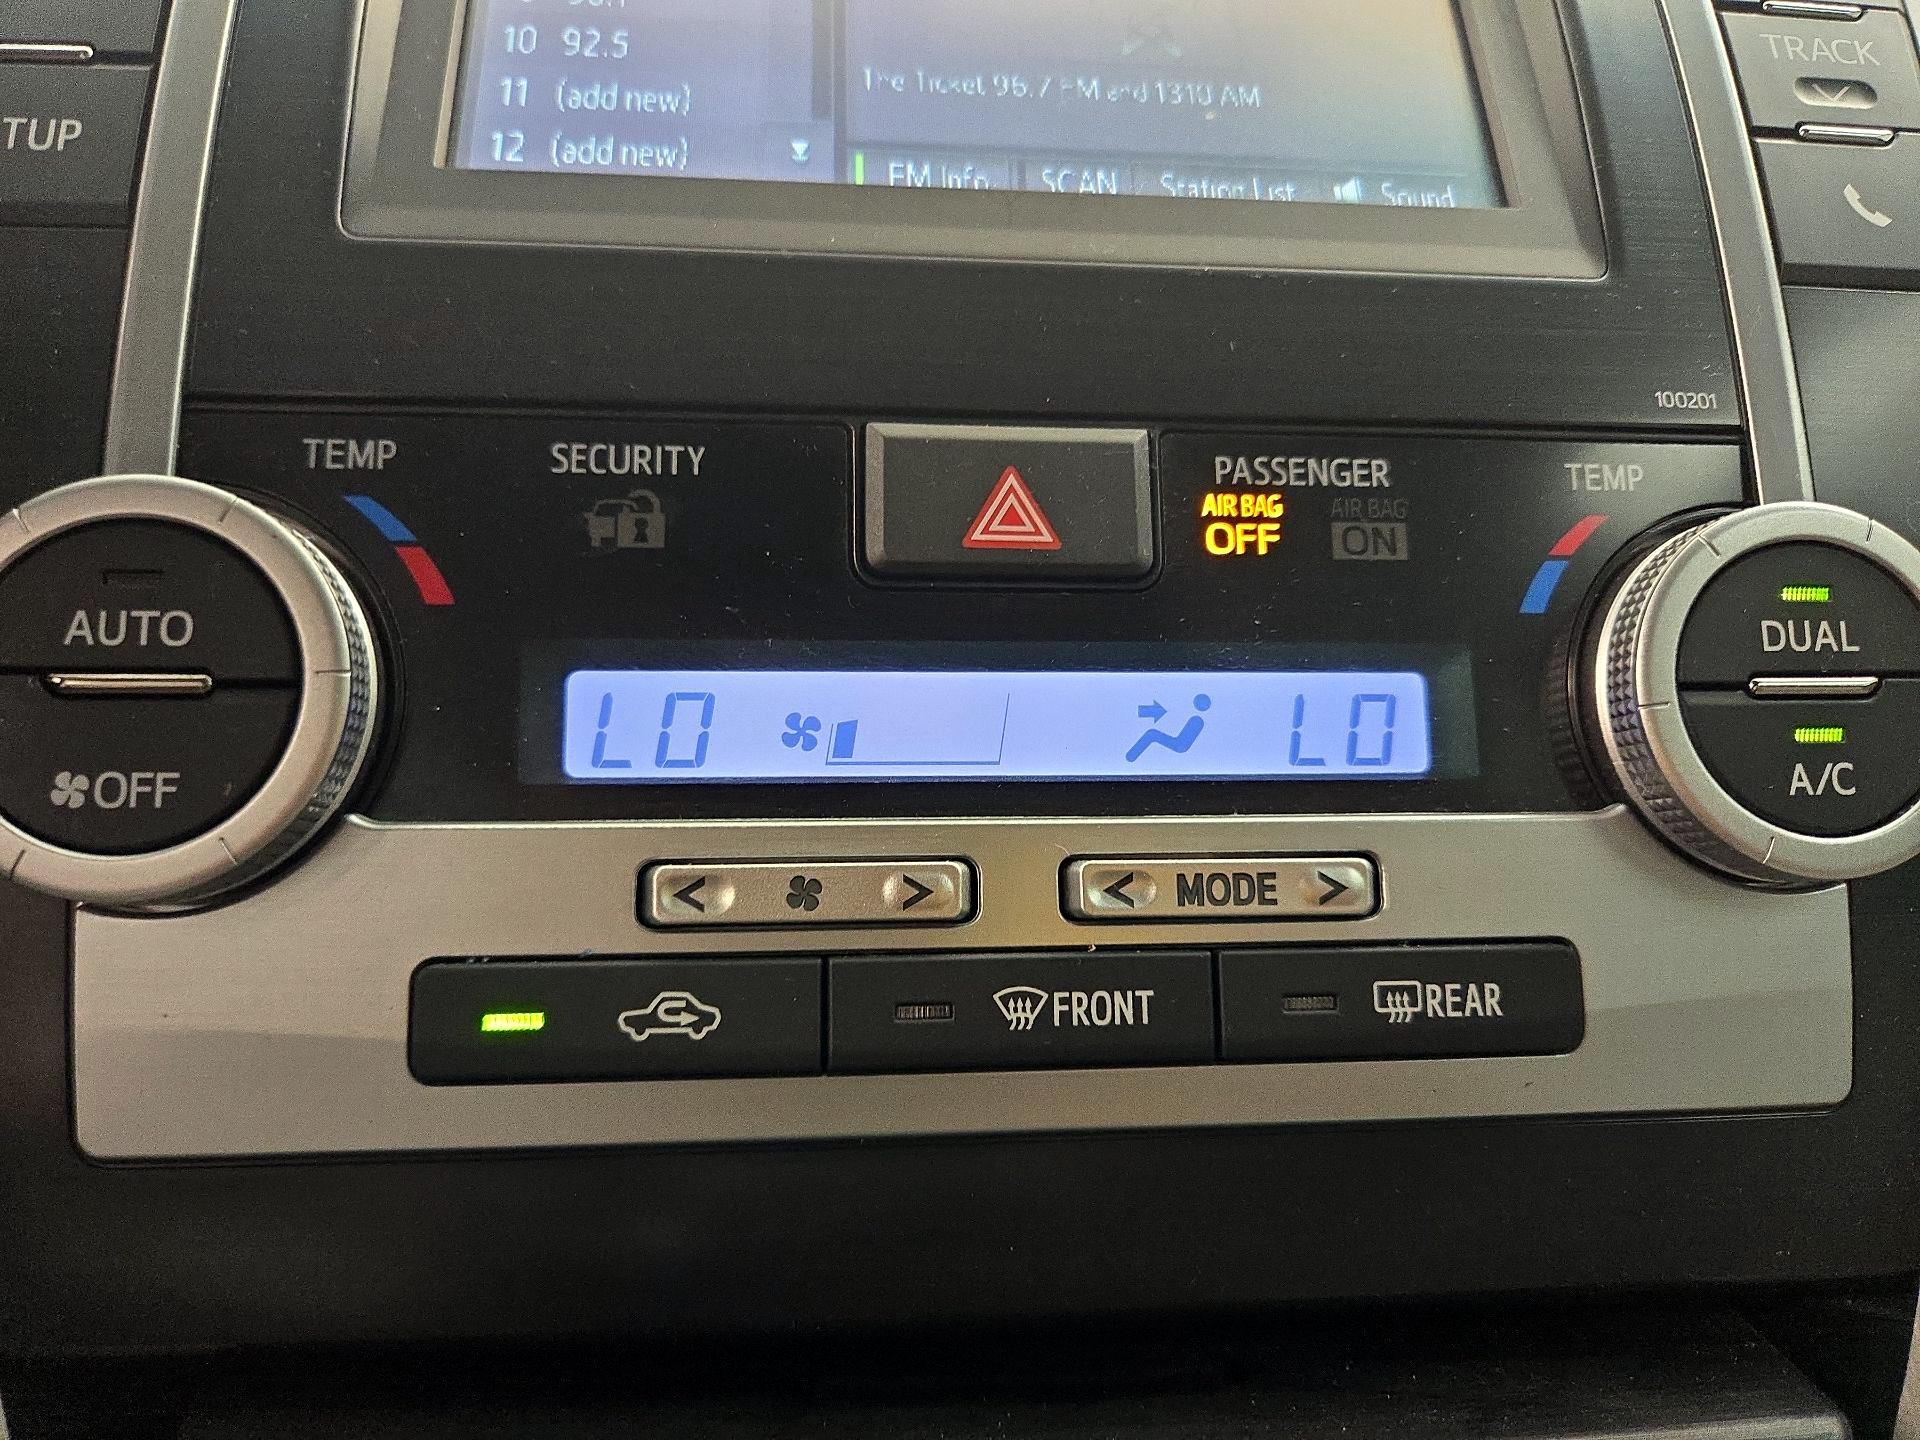 10 92.5
11 (add new)
12 (add new)
The Ticket 96.7 FM and 1310 AM
FM Info SCAN Station List Sound
TUP
TRACK
100201
TEMP
SECURITY
PASSENGER
AIR BAG OFF
AIR BAG ON
TEMP
AUTO
OFF
DUAL
A/C
LO
LO
< >
< MODE >
FRONT
REAR